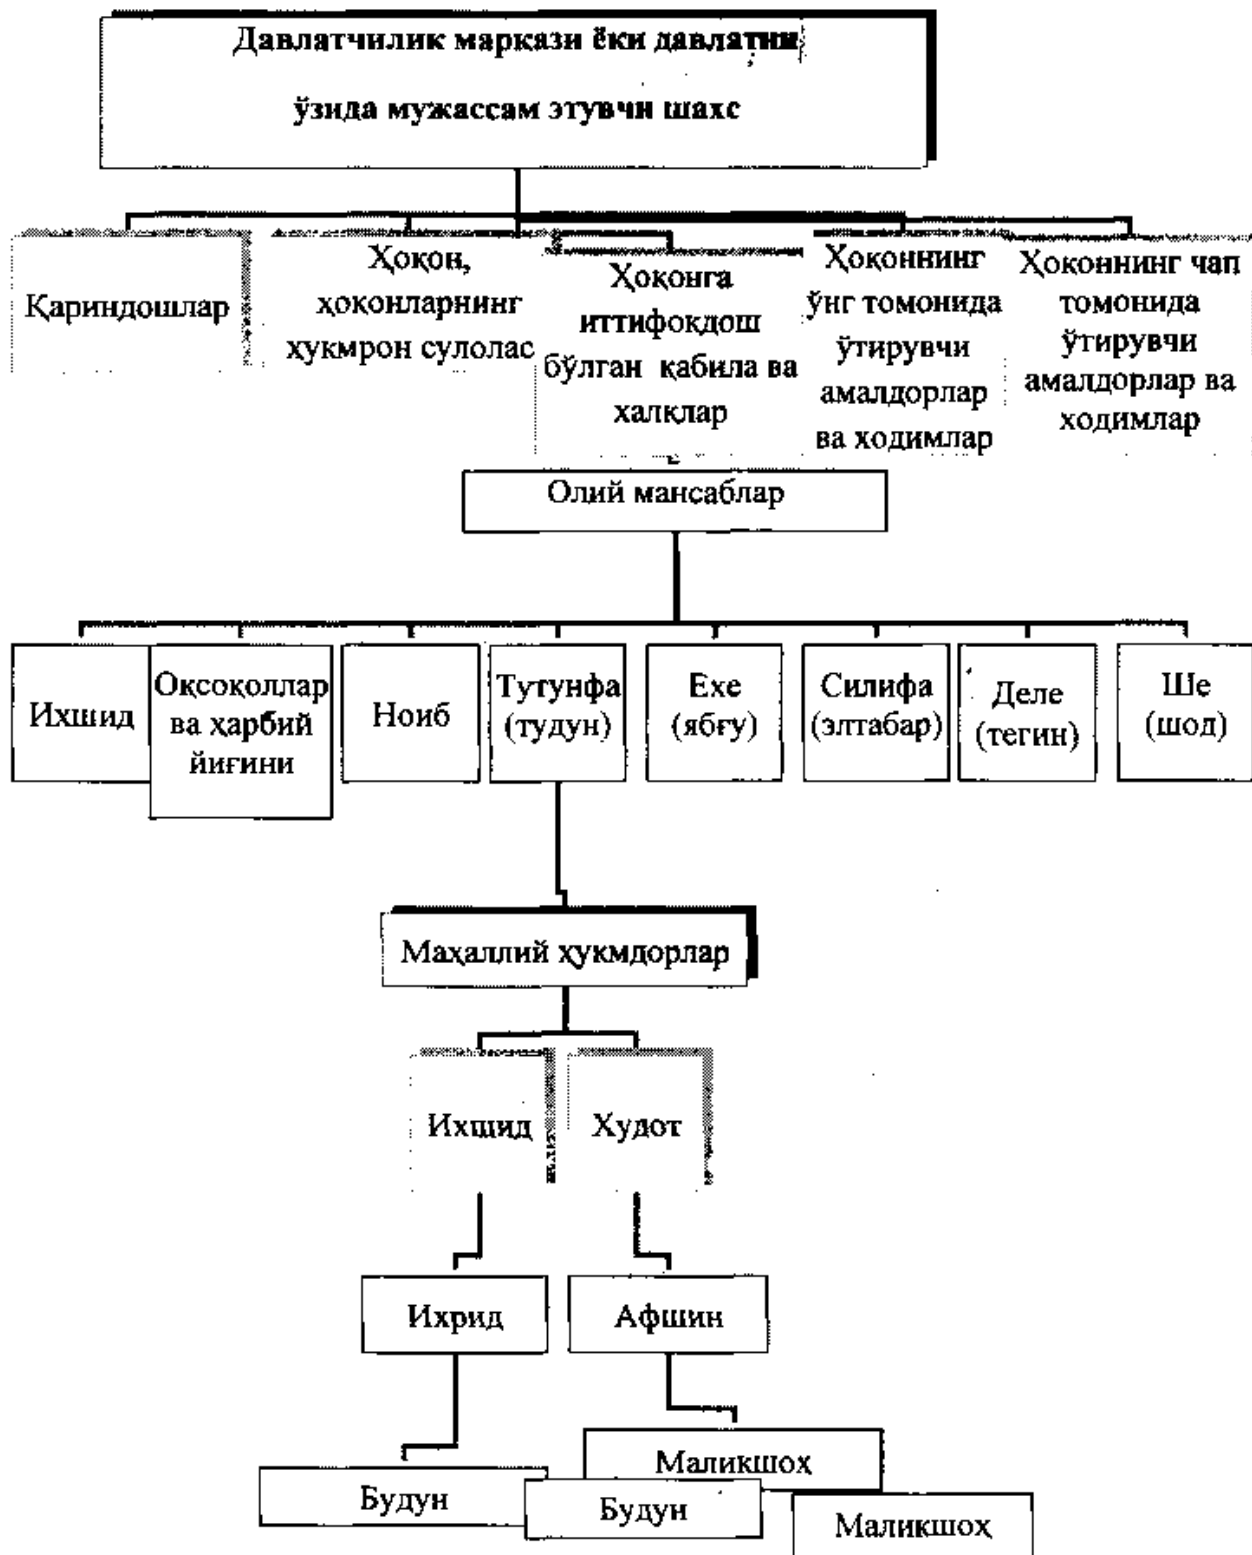 Давлатчилик маркази ёки давлатни
ўзида мужассам этувчи шахс
Қариндошлар
Ҳоқон,
ҳоқонларнинг
ҳукмрон сулолас
Ҳоқонга
иттифоқдош
бўлган қабила ва
халқлар
Ҳоқоннинг
ўнг томонида
ўтирувчи
амалдорлар
ва ходимлар
Ҳоқоннинг чап
томонида
ўтирувчи
амалдорлар ва
ходимлар
Олий мансаблар
Ихшид
Оқсоқоллар
ва ҳарбий
йиғини
Ноиб
Тутунфа
(тудун)
Ехе
(ябғу)
Силифа
(элтабар)
Деле
(тегин)
Ше
(шод)
Маҳаллий ҳукмдорлар
Ихшид
Худот
Ихрид
Афшин
Маликшоҳ
Будун
Будун
Маликшоҳ